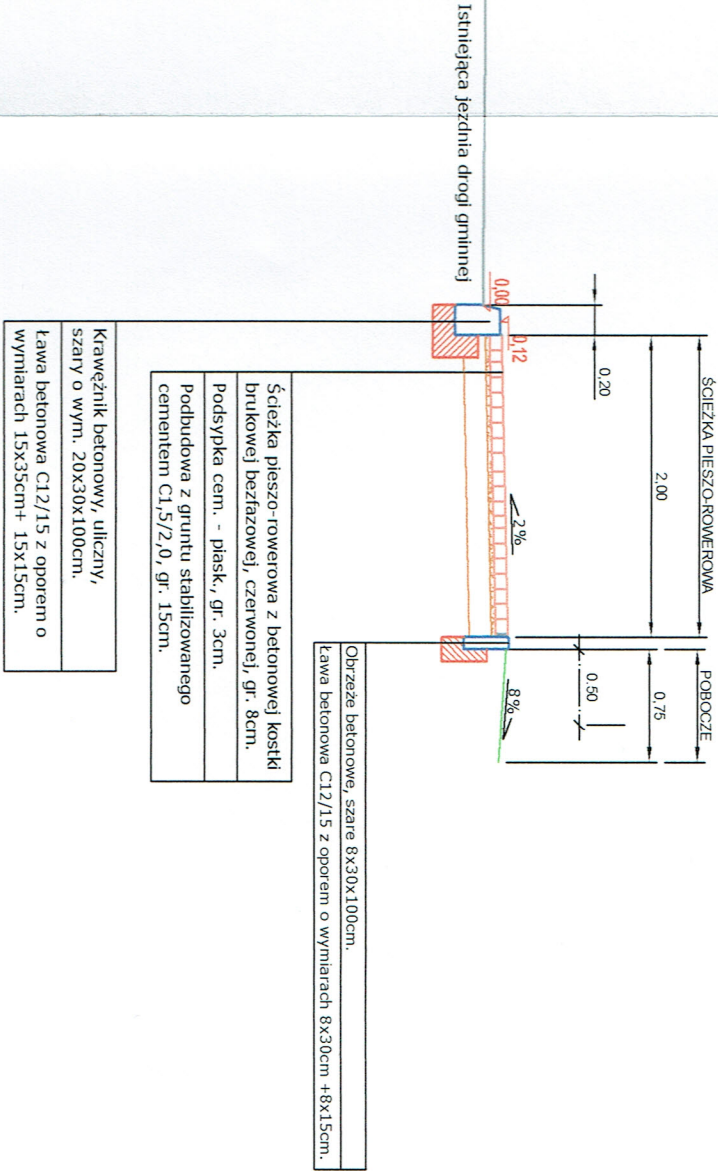 ŚCIEŻKA PIESZO-ROWEROWA
POBOCZE
2,00
0,75
0,20
0.50
0,00
0,12
2%
8%
Istniejąca jezdnia drogi gminnej
Obrzeże betonowe, szare 8x30x100cm.
Ława betonowa C12/15 z oporem o wymiarach 8x30cm +8x15cm.
Ścieżka pieszo-rowerowa z betonowej kostki
brukowej bezfazowej, czerwonej, gr. 8cm.
Podsypka cem. - piask., gr. 3cm.
Podbudowa z gruntu stabilizowanego
cementem C1,5/2,0, gr. 15cm.
Krawężnik betonowy, uliczny,
szary o wym. 20x30x100cm.
Ława betonowa C12/15 z oporem o
wymiarach 15x35cm+ 15x15cm.